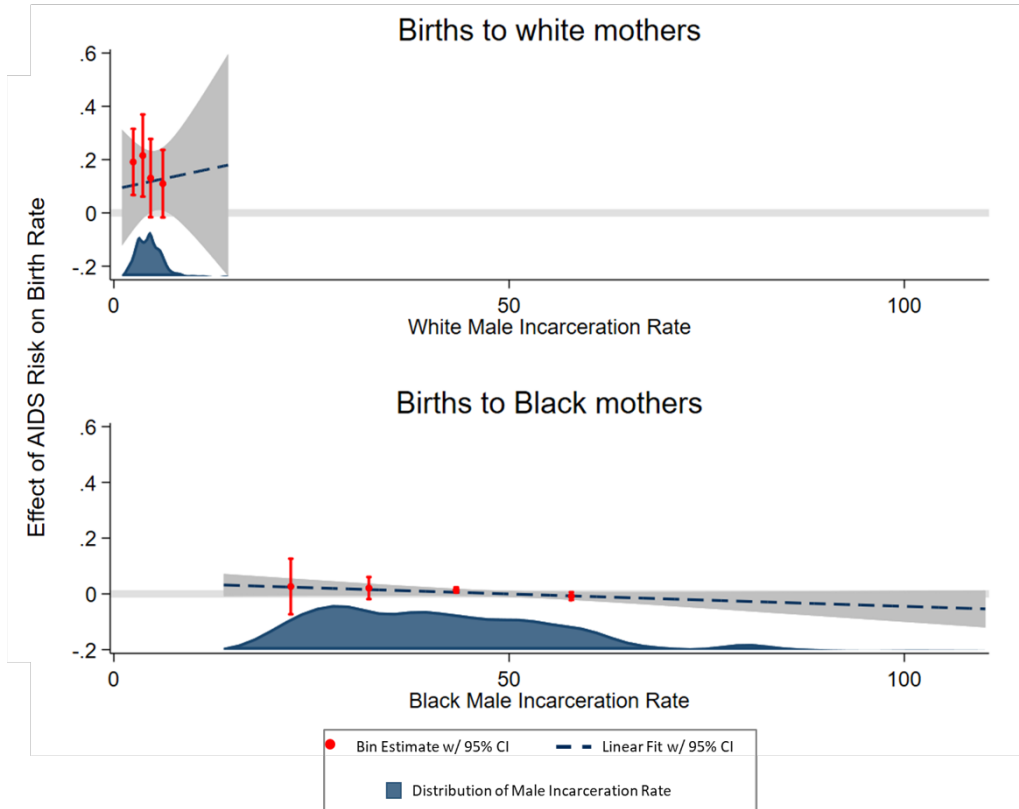 Births to white mothers
.6
.4
.2
0
-.2
0 50 100
White Male Incarceration Rate
Effect of AIDS Risk on Birth Rate
Births to Black mothers
.6
.4
.2
0
-.2
0 50 100
Black Male Incarceration Rate
Bin Estimate w/ 95% CI Linear Fit w/ 95% CI
Distribution of Male Incarceration Rate